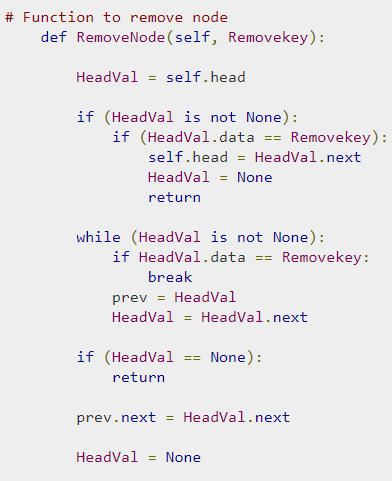 # Function to remove node
    def RemoveNode(self, Removekey):

        HeadVal = self.head

        if (HeadVal is not None):
            if (HeadVal.data == Removekey):
                self.head = HeadVal.next
                HeadVal = None
                return

        while (HeadVal is not None):
            if HeadVal.data == Removekey:
                break
            prev = HeadVal
            HeadVal = HeadVal.next

        if (HeadVal == None):
            return

        prev.next = HeadVal.next

        HeadVal = None